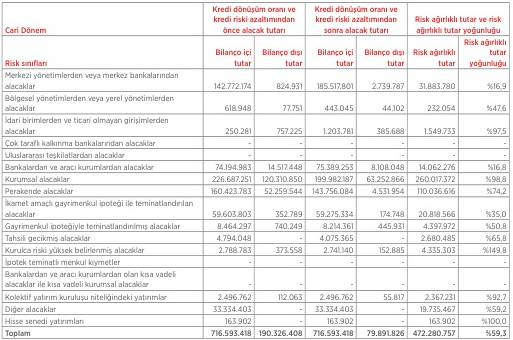 Cari Dönem
Kredi dönüşüm oranı ve kredi riski azaltımından önce alacak tutarı
Kredi dönüşüm oranı ve kredi riski azaltımından sonra alacak tutarı
Risk ağırlıklı tutar ve risk ağırlıklı tutar yoğunluğu
Risk sınıfları Bilanço içi tutar Bilanço dışı tutar Bilanço içi tutar Bilanço dışı tutar Risk ağırlıklı tutar Risk ağırlıklı tutar yoğunluğu
Merkezi yönetimlerden veya merkez bankalarından
alacaklar 142.772.174 824.931 185.517.801 2.739.787 31.883.780 %16,9
Bölgesel yönetimlerden veya yerel yönetimlerden
alacaklar 618.948 77.751 443.045 44.102 232.054 %47,6
İdari birimlerden ve ticari olmayan girişimlerden
alacaklar 250.281 757.225 1.203.781 385.688 1.549.733 %97,5
Çok taraflı kalkınma bankalarından alacaklar - - - - - -
Uluslararası teşkilatlardan alacaklar - - - - - -
Bankalardan ve aracı kurumlardan alacaklar 74.194.983 14.517.448 75.389.253 8.108.048 14.062.276 %16,8
Kurumsal alacaklar 226.687.251 120.310.850 199.982.187 63.252.866 260.017.372 %98,8
Perakende alacaklar 160.423.783 52.259.544 143.756.084 4.531.954 110.036.616 %74,2
İkamet amaçlı gayrimenkul ipoteği ile teminatlandırılan
alacaklar 59.603.803 352.789 59.275.334 174.748 20.818.566 %35,0
Gayrimenkul ipoteğiyle teminatlandırılmış alacaklar 8.464.297 740.249 8.214.361 445.931 4.397.972 %50,8
Tahsili gecikmiş alacaklar 4.794.048 - 4.075.365 - 2.680.485 %65,8
Kurulca riski yüksek belirlenmiş alacaklar 2.788.783 373.558 2.741.140 152.885 4.335.303 %149,8
İpotek teminatlı menkul kıymetler - - - - - -
Bankalardan ve aracı kurumlardan olan kısa vadeli
alacaklar ile kısa vadeli kurumsal alacaklar - - - - - -
Kolektif yatırım kuruluşu niteliğindeki yatırımlar 2.496.762 112.063 2.496.762 55.817 2.367.231 %92,7
Diğer alacaklar 33.334.403 - 33.334.403 - 19.735.467 %59,2
Hisse senedi yatırımları 163.902 - 163.902 - 163.902 %100,0
Toplam 716.593.418 190.326.408 716.593.418 79.891.826 472.280.757 %59,3